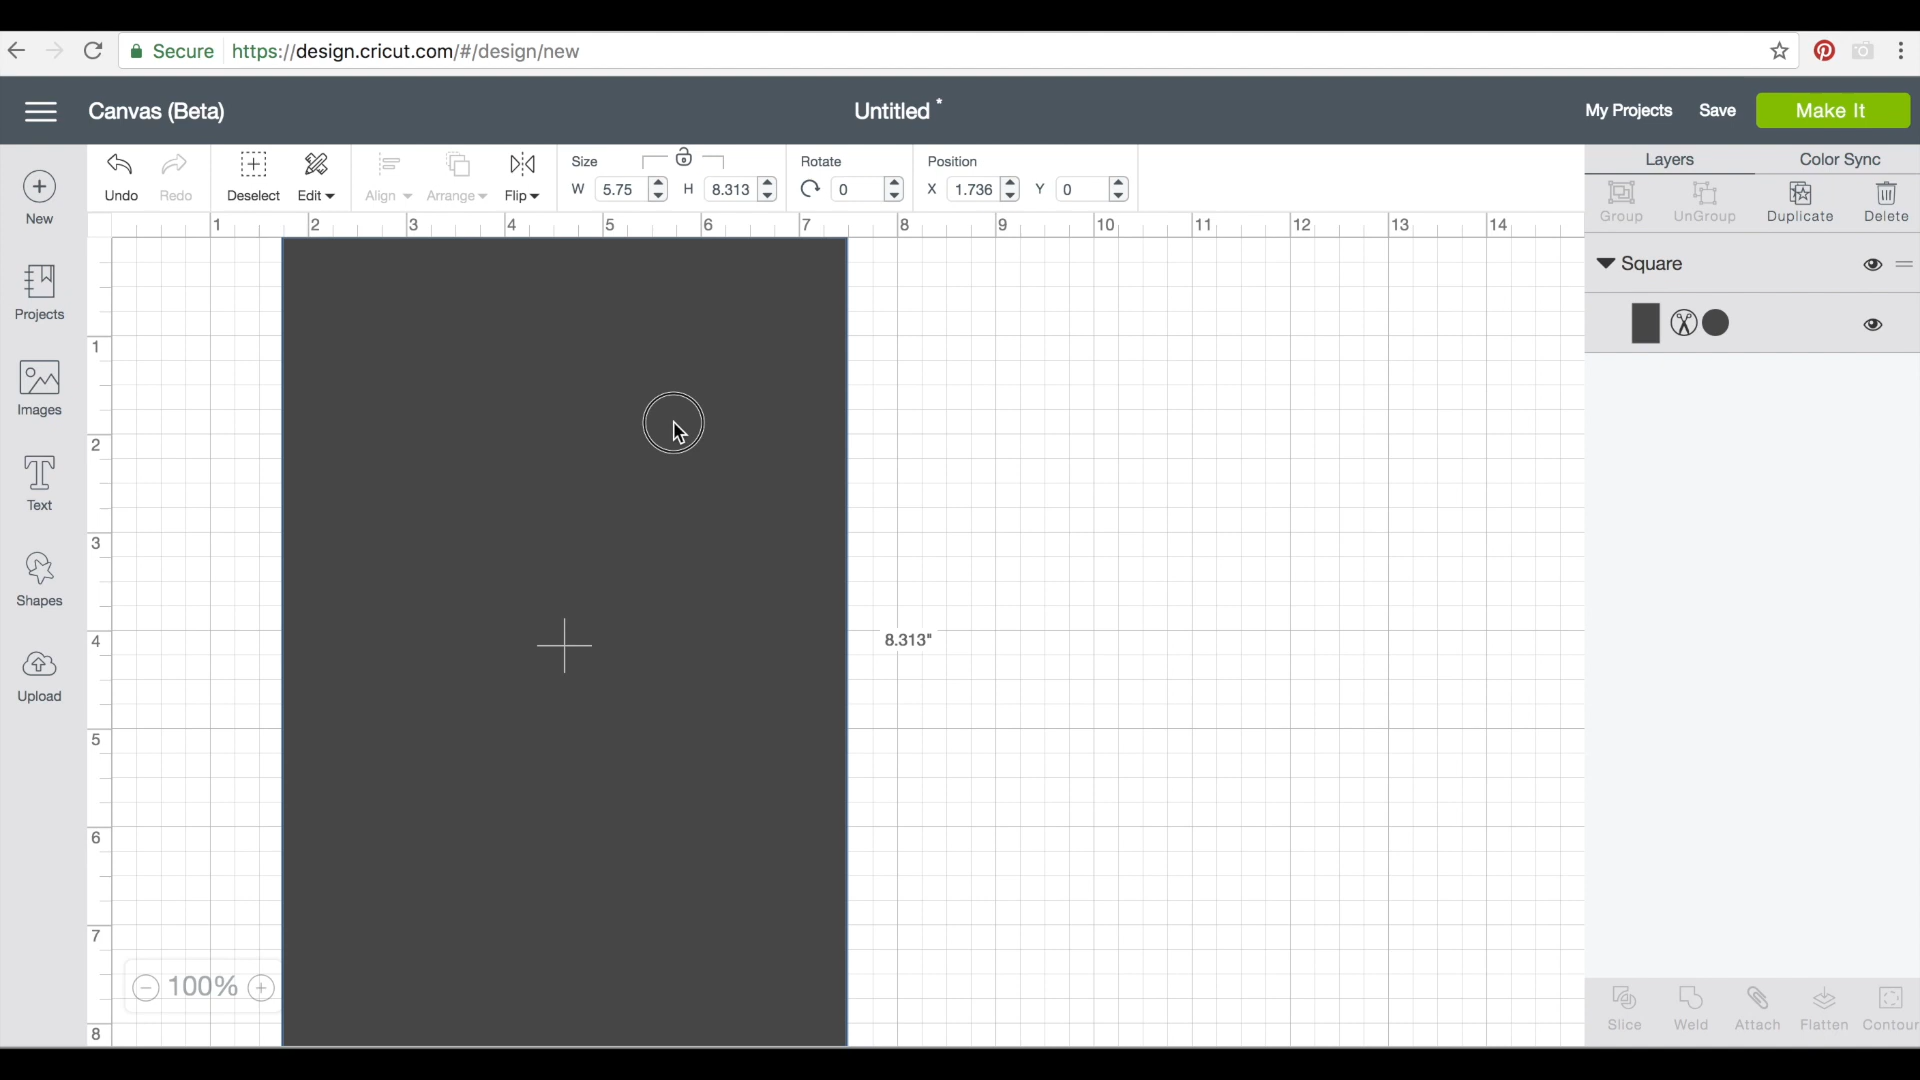 Secure https://design.cricut.com/#/design/new
Canvas (Beta) Untitled * My Projects Save Make It
Undo Redo Deselect Edit Align Arrange Flip Size W 5.75 H 8.313 Rotate 0 Position X 1.736 Y 0
Layers Color Sync
Group UnGroup Duplicate Delete
New
Projects
Images
Text
Shapes
Upload
1 2 3 4 5 6 7 8 9 10 11 12 13 14
1
2
3
4
5
6
7
8
8.313"
100%
Square
Slice Weld Attach Flatten Contour